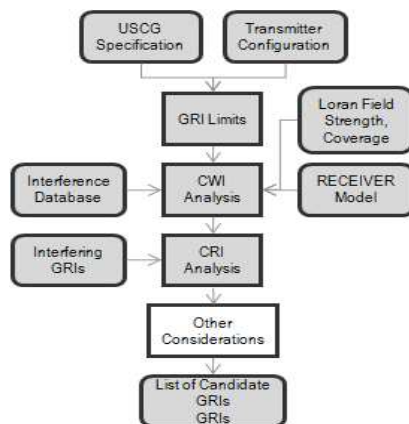 USCG
Specification
Transmitter
Configuration
GRI Limits
Loran Field
Strength,
Coverage
Interference
Database
CWI
Analysis
RECEIVER
Model
Interfering
GRIs
CRI
Analysis
Other
Considerations
List of Candidate
GRIs
GRIs